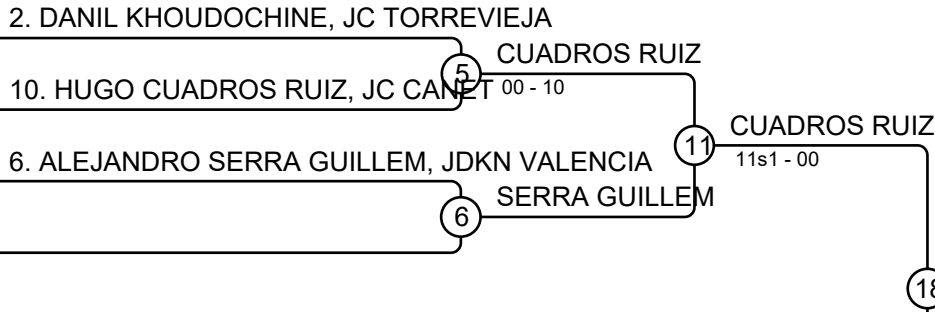 2. DANIL KHOUDOCHINE, JC TORREVIEJA
CUADROS RUIZ
5
10. HUGO CUADROS RUIZ, JC CANET
00 - 10
CUADROS RUIZ
11
11s1 - 00
6. ALEJANDRO SERRA GUILLEM, JDKN VALENCIA
SERRA GUILLEM
6
18